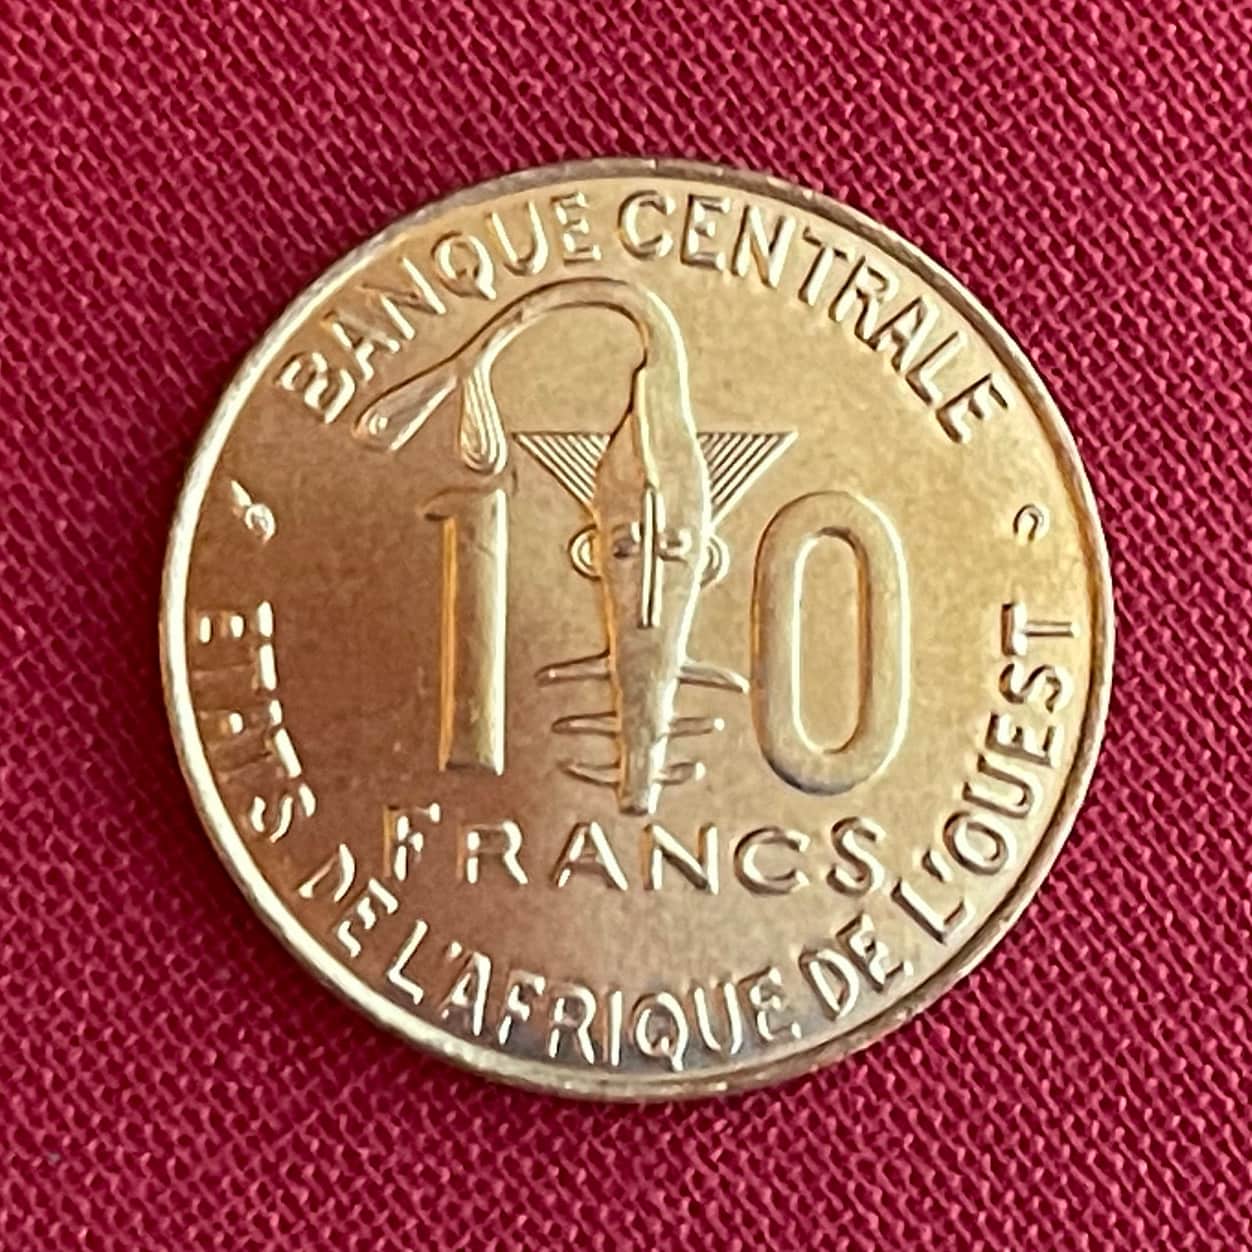 BANQUE CENTRALE
10
FRANCS
ETATS DE L'AFRIQUE DE L'OUEST